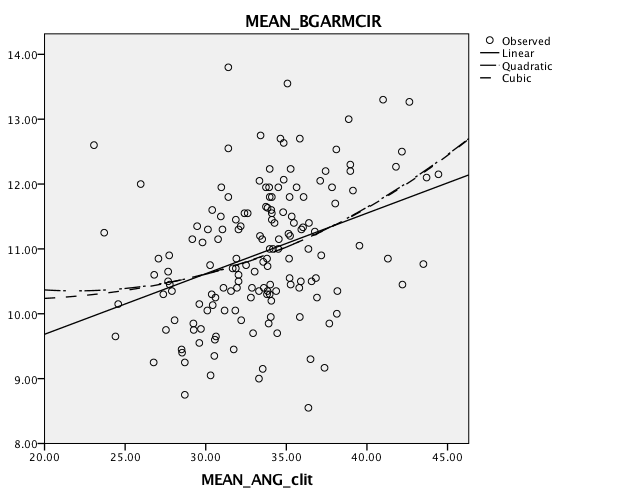 MEAN_BGARMCIR
Observed
Linear
Quadratic
Cubic
14.00
13.00
12.00
11.00
10.00
9.00
8.00
20.00 25.00 30.00 35.00 40.00 45.00
MEAN_ANG_clit